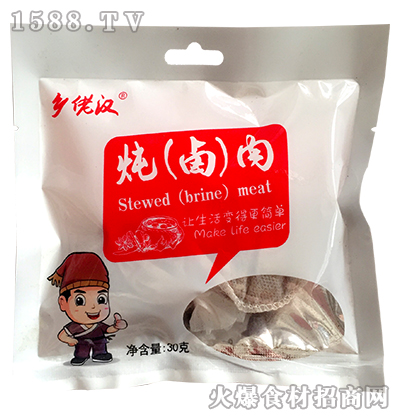 1588.TV
乡佬汉®
炖(卤)肉
Stewed (brine) meat
让生活变得更简单
Make life easier
净含量:30克
火爆食材招商网